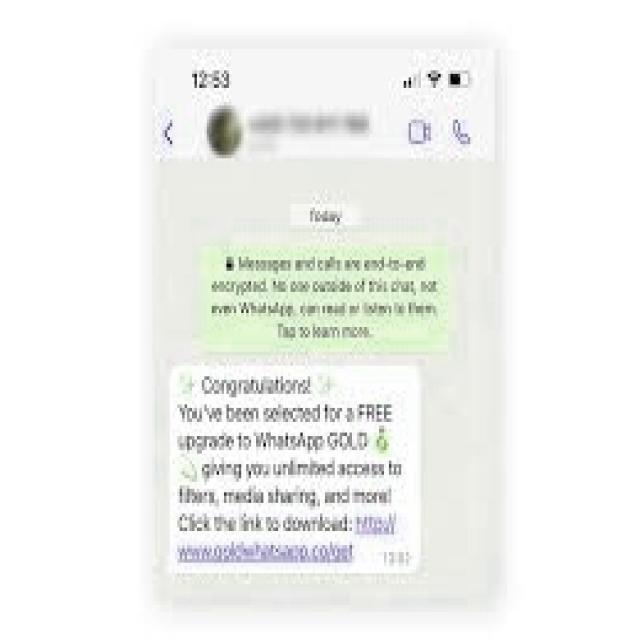 12:53
Today
Messages and calls are end-to-end
encrypted. No one outside of this chat, not
even WhatsApp, can read or listen to them.
Tap to learn more.
Congratulations!
You've been selected for a FREE
upgrade to WhatsApp GOLD
giving you unlimited access to
filters, media sharing, and more!
Click the link to download: http://
www.goldwhatsapp.co/get